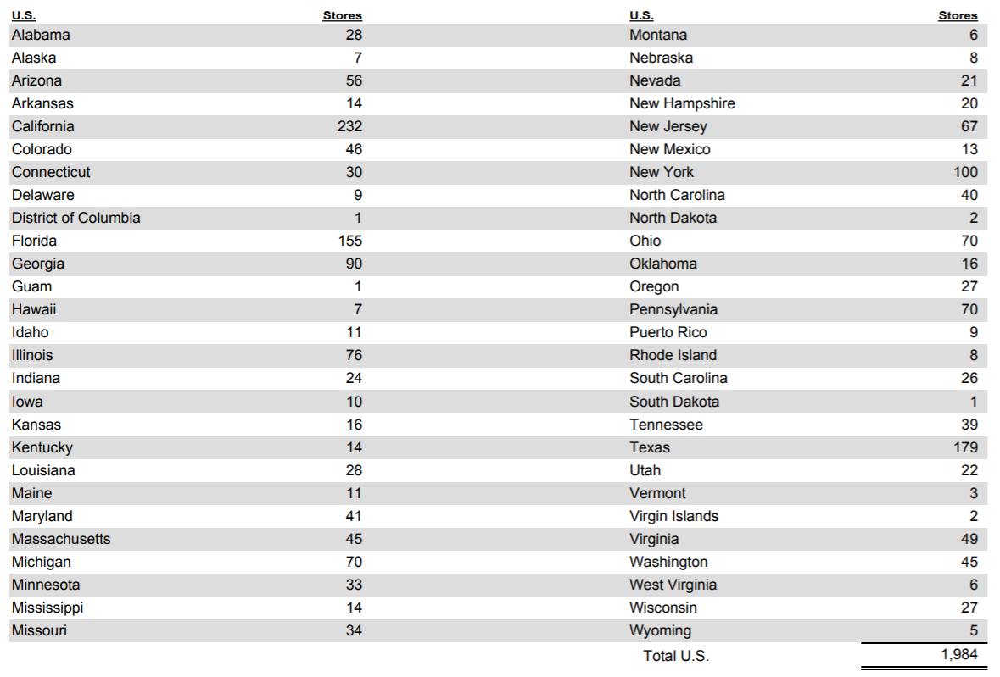 U.S. Stores U.S. Stores
Alabama 28 Montana 6
Alaska 7 Nebraska 8
Arizona 56 Nevada 21
Arkansas 14 New Hampshire 20
California 232 New Jersey 67
Colorado 46 New Mexico 13
Connecticut 30 New York 100
Delaware 9 North Carolina 40
District of Columbia 1 North Dakota 2
Florida 155 Ohio 70
Georgia 90 Oklahoma 16
Guam 1 Oregon 27
Hawaii 7 Pennsylvania 70
Idaho 11 Puerto Rico 9
Illinois 76 Rhode Island 8
Indiana 24 South Carolina 26
Iowa 10 South Dakota 1
Kansas 16 Tennessee 39
Kentucky 14 Texas 179
Louisiana 28 Utah 22
Maine 11 Vermont 3
Maryland 41 Virgin Islands 2
Massachusetts 45 Virginia 49
Michigan 70 Washington 45
Minnesota 33 West Virginia 6
Mississippi 14 Wisconsin 27
Missouri 34 Wyoming 5
Total U.S. 1,984